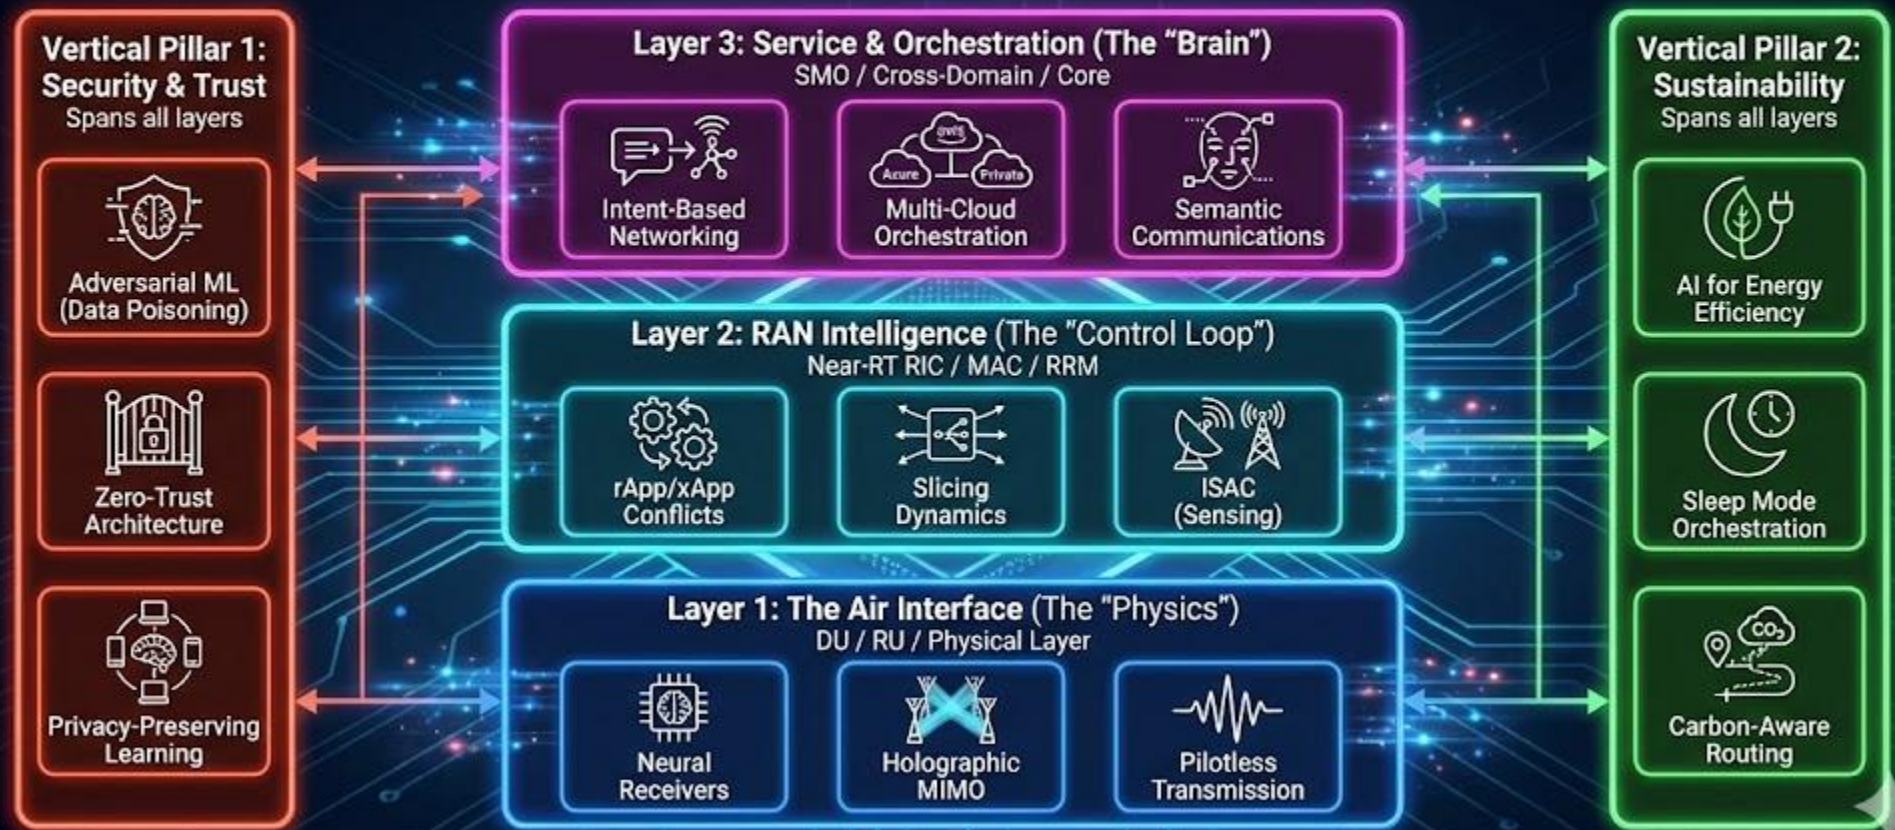 Vertical Pillar 1:
Security & Trust
Spans all layers
Adversarial ML
(Data Poisoning)
Zero-Trust
Architecture
Privacy-Preserving
Learning
Layer 3: Service & Orchestration (The “Brain”)
SMO / Cross-Domain / Core
Intent-Based
Networking
aws
Acure
Privata
Multi-Cloud
Orchestration
Semantic
Communications
Layer 2: RAN Intelligence (The “Control Loop”)
Near-RT RIC / MAC / RRM
rApp/xApp
Conflicts
Slicing
Dynamics
ISAC
(Sensing)
Layer 1: The Air Interface (The “Physics”)
DU / RU / Physical Layer
Neural
Receivers
Holographic
MIMO
Pilotless
Transmission
Vertical Pillar 2:
Sustainability
Spans all layers
AI for Energy
Efficiency
Sleep Mode
Orchestration
CO₂
Carbon-Aware
Routing